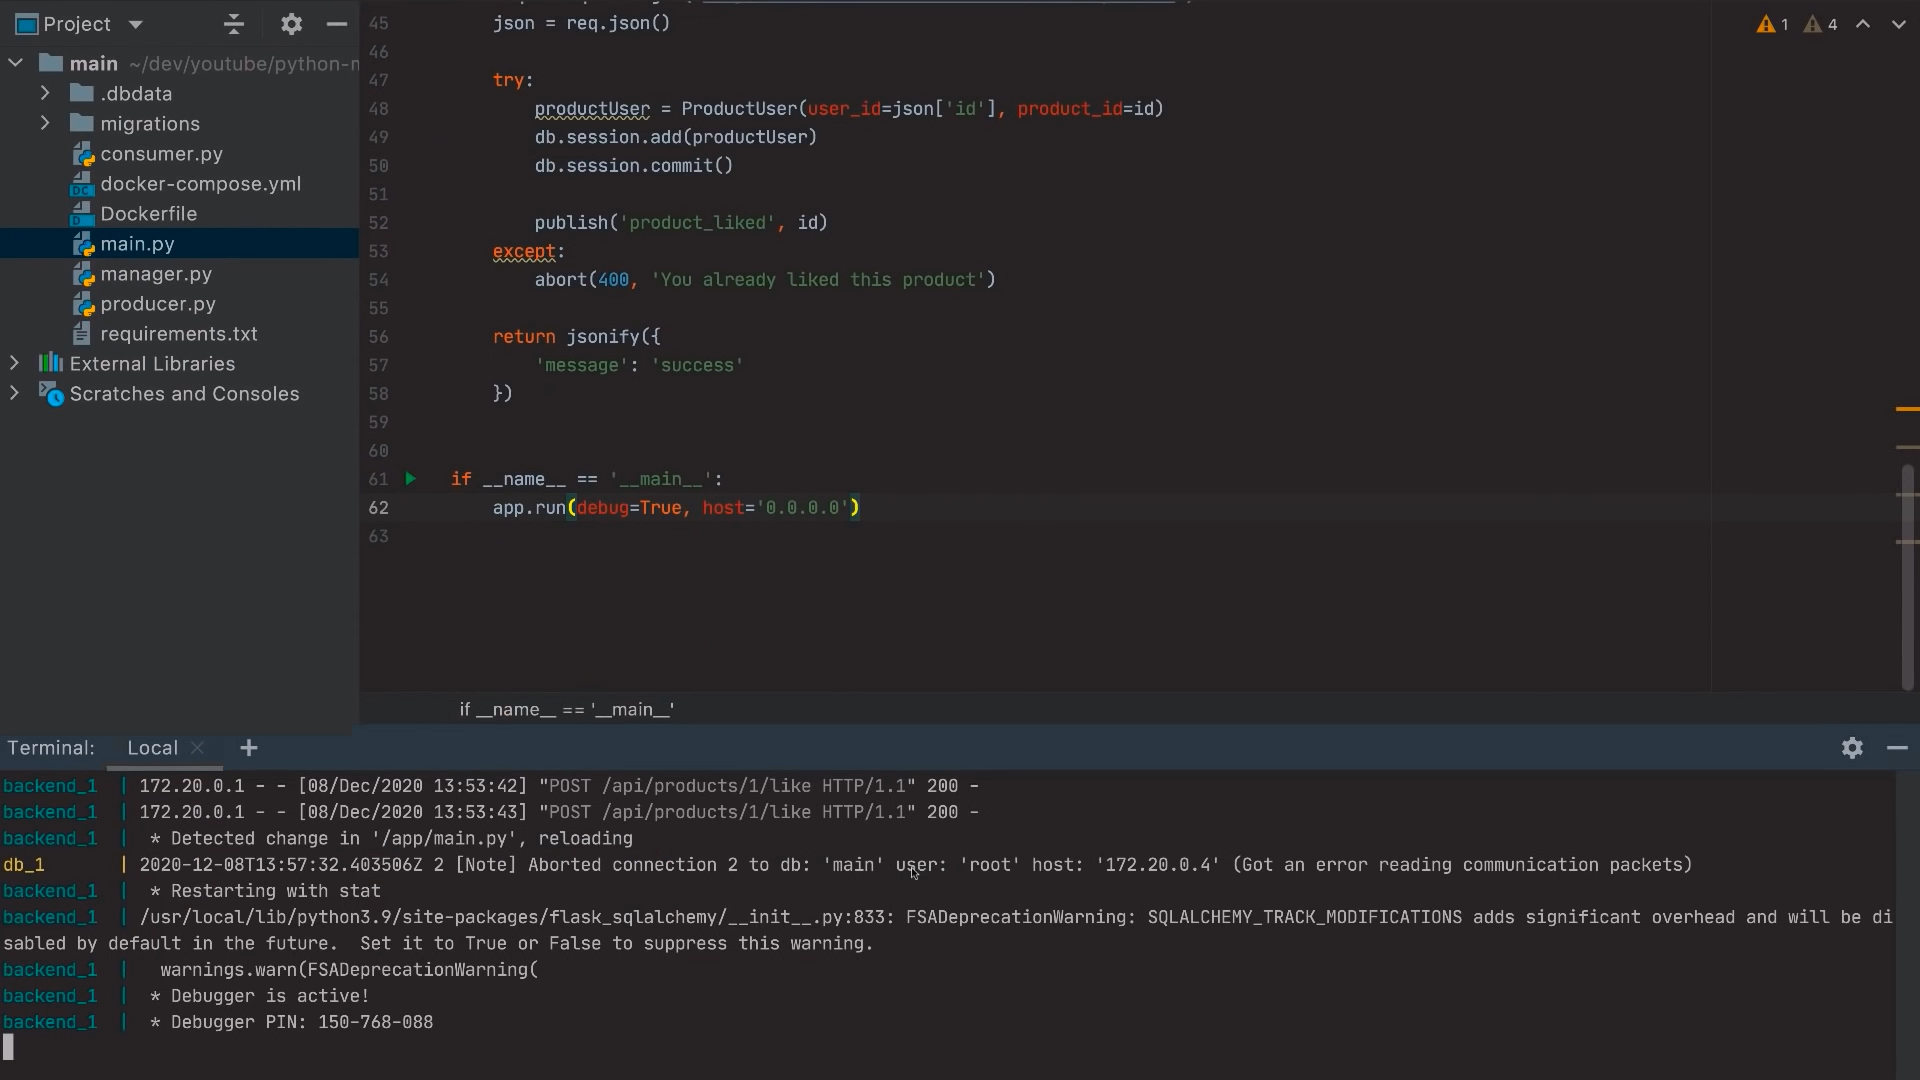 Project
main ~/dev/youtube/python-m
.dbdata
migrations
consumer.py
docker-compose.yml
Dockerfile
main.py
manager.py
producer.py
requirements.txt
External Libraries
Scratches and Consoles
1 4
45 json = req.json()
46
47 try:
48 productUser = ProductUser(user_id=json['id'], product_id=id)
49 db.session.add(productUser)
50 db.session.commit()
51
52 publish('product_liked', id)
53 except:
54 abort(400, 'You already liked this product')
55
56 return jsonify({
57 'message': 'success'
58 })
59
60
61 if __name__ == '__main__':
62 app.run(debug=True, host='0.0.0.0')
63
if __name__ == '__main__'
Terminal: Local
backend_1 | 172.20.0.1 - - [08/Dec/2020 13:53:42] "POST /api/products/1/like HTTP/1.1" 200 -
backend_1 | 172.20.0.1 - - [08/Dec/2020 13:53:43] "POST /api/products/1/like HTTP/1.1" 200 -
backend_1 | * Detected change in '/app/main.py', reloading
db_1 | 2020-12-08T13:57:32.403506Z 2 [Note] Aborted connection 2 to db: 'main' user: 'root' host: '172.20.0.4' (Got an error reading communication packets)
backend_1 | * Restarting with stat
backend_1 | /usr/local/lib/python3.9/site-packages/flask_sqlalchemy/__init__.py:833: FSADeprecationWarning: SQLALCHEMY_TRACK_MODIFICATIONS adds significant overhead and will be di
sabled by default in the future. Set it to True or False to suppress this warning.
backend_1 | warnings.warn(FSADeprecationWarning(
backend_1 | * Debugger is active!
backend_1 | * Debugger PIN: 150-768-088